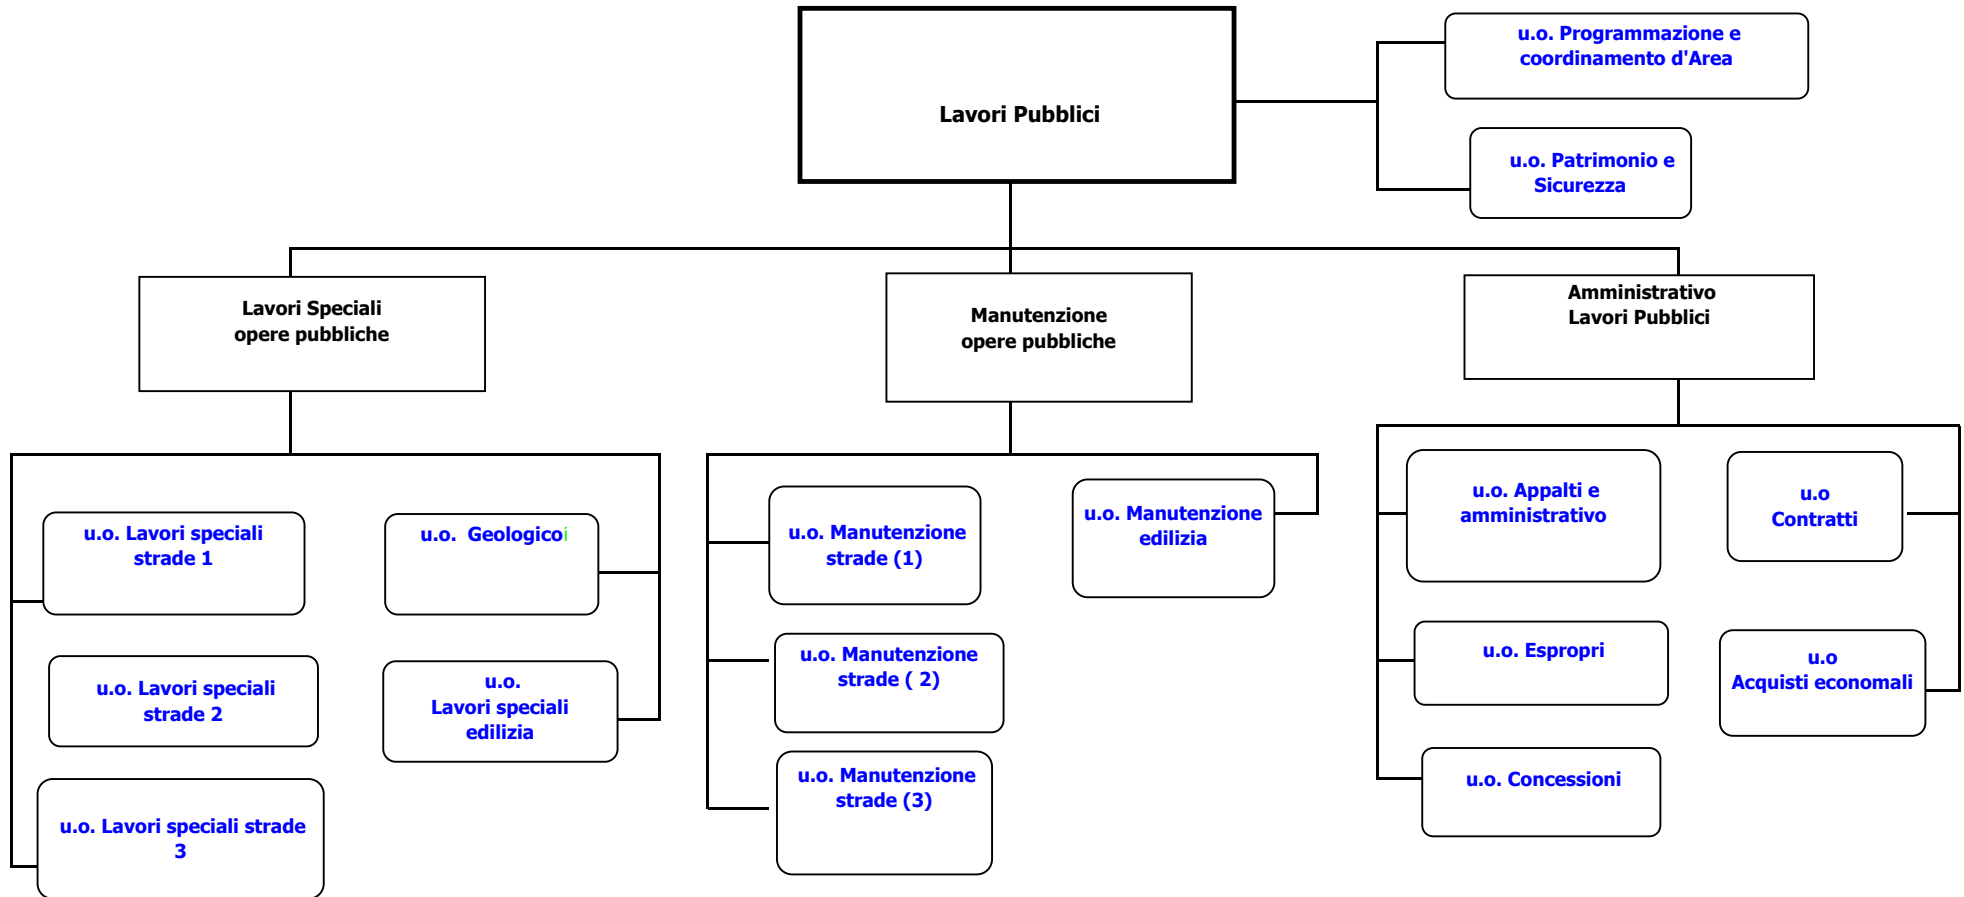 Lavori Pubblici
u.o. Programmazione e
coordinamento d'Area
u.o. Patrimonio e
Sicurezza
Lavori Speciali
opere pubbliche
Manutenzione
opere pubbliche
Amministrativo
Lavori Pubblici
u.o. Lavori speciali
strade 1
u.o. Geologicoi
u.o. Lavori speciali
strade 2
u.o.
Lavori speciali
edilizia
u.o. Lavori speciali strade
3
u.o. Manutenzione
strade (1)
u.o. Manutenzione
edilizia
u.o. Manutenzione
strade ( 2)
u.o. Manutenzione
strade (3)
u.o. Appalti e
amministrativo
u.o
Contratti
u.o. Espropri
u.o
Acquisti economali
u.o. Concessioni